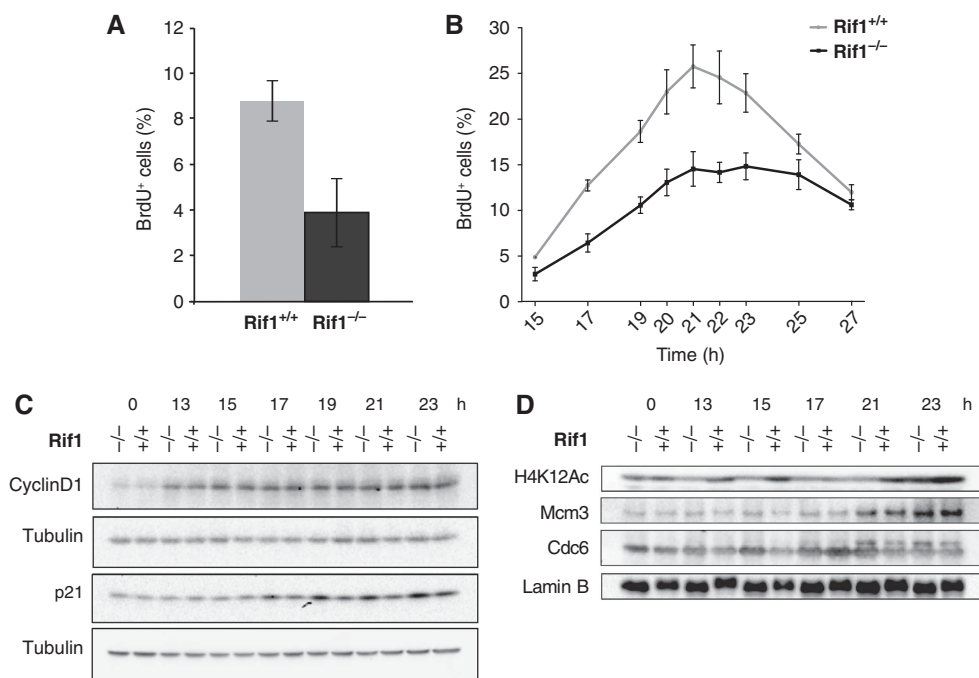 A
BrdU⁺ cells (%)
12
10
8
6
4
2
0
Rif1⁺/⁺ Rif1⁻/⁻
B
BrdU⁺ cells (%)
30
25
20
15
10
5
0
15 17 19 20 21 22 23 25 27
Time (h)
Rif1⁺/⁺
Rif1⁻/⁻
C
0 13 15 17 19 21 23 h
Rif1 −/− +/+ −/− +/+ −/− +/+ −/− +/+ −/− +/+ −/− +/+ −/− +/+
CyclinD1
Tubulin
p21
Tubulin
D
0 13 15 17 21 23 h
Rif1 −/− +/+ −/− +/+ −/− +/+ −/− +/+ −/− +/+ −/− +/+
H4K12Ac
Mcm3
Cdc6
Lamin B